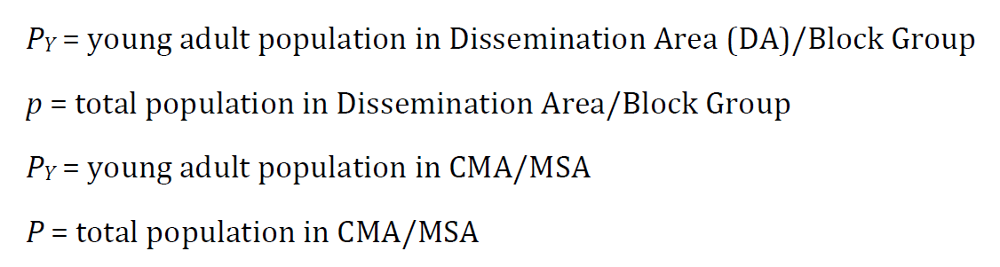 P_Y = young adult population in Dissemination Area (DA)/Block Group
p = total population in Dissemination Area/Block Group
P_Y = young adult population in CMA/MSA
P = total population in CMA/MSA